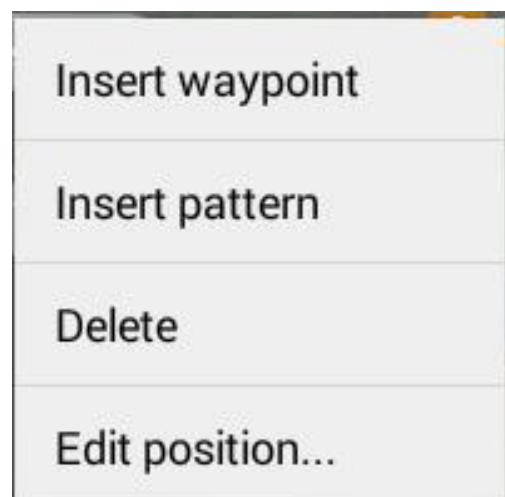 Insert waypoint
Insert pattern
Delete
Edit position...